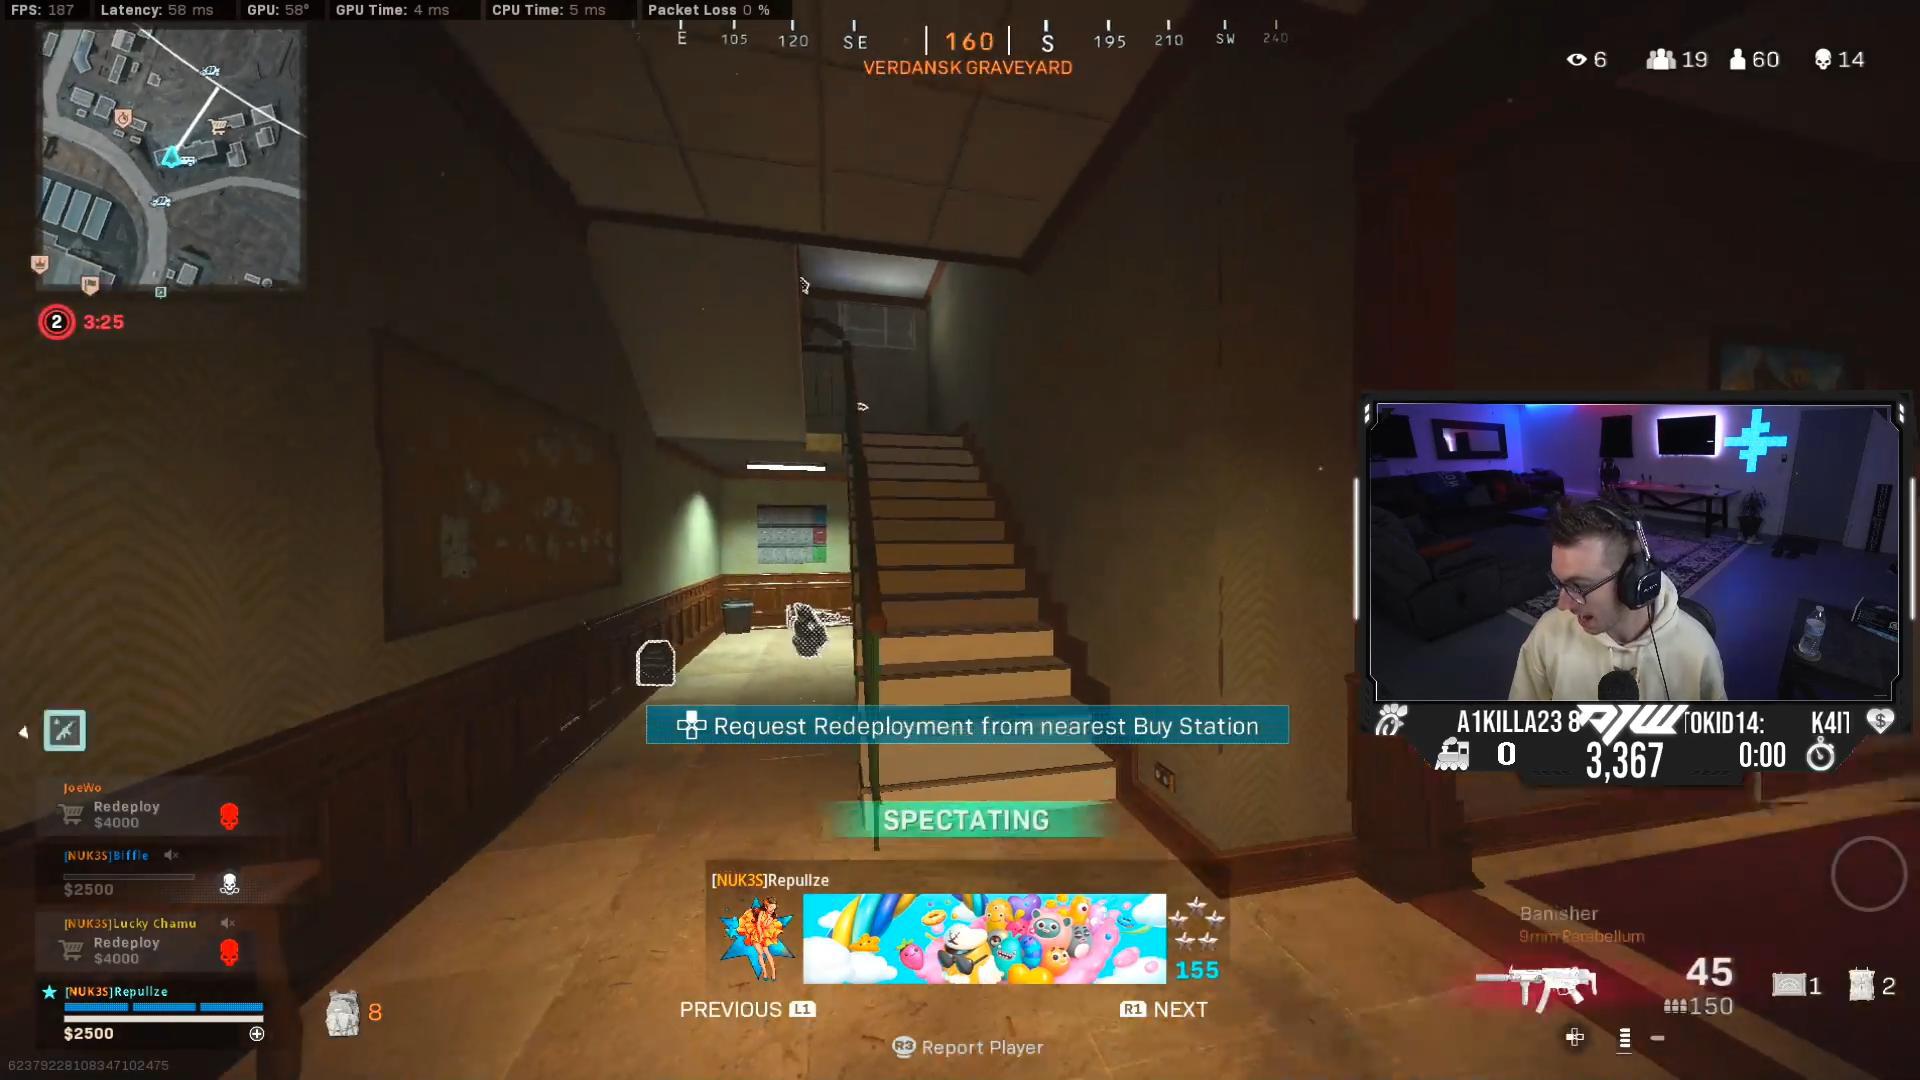 FPS: 187 Latency: 58 ms GPU: 58° GPU Time: 4 ms CPU Time: 5 ms Packet Loss 0 %
E 105 120 SE 160 S 195 210 SW 240
VERDANSK GRAVEYARD
6 19 60 14
2 3:25
Request Redeployment from nearest Buy Station
SPECTATING
A1KILLA23 8 TOKID14: K4IT
0 3,367 0:00
JoeWo
Redeploy
$4000
[NUK3S]Biffle
$2500
[NUK3S]Lucky Chamu
Redeploy
$4000
[NUK3S]Repullze
$2500
8
[NUK3S]Repullze
155
PREVIOUS L1
R1 NEXT
R3 Report Player
Banisher
9mm Parabellum
45
150
1 2
62379228108347102475